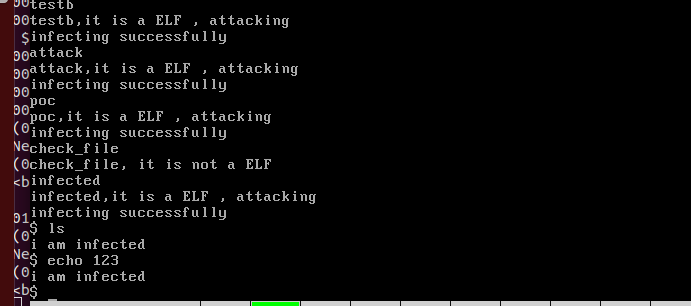 testb
testb,it is a ELF , attacking
infecting successfully
attack
attack,it is a ELF , attacking
infecting successfully
poc
poc,it is a ELF , attacking
infecting successfully
check_file
check_file, it is not a ELF
infected
infected,it is a ELF , attacking
infecting successfully
$ ls
i am infected
$ echo 123
i am infected
$